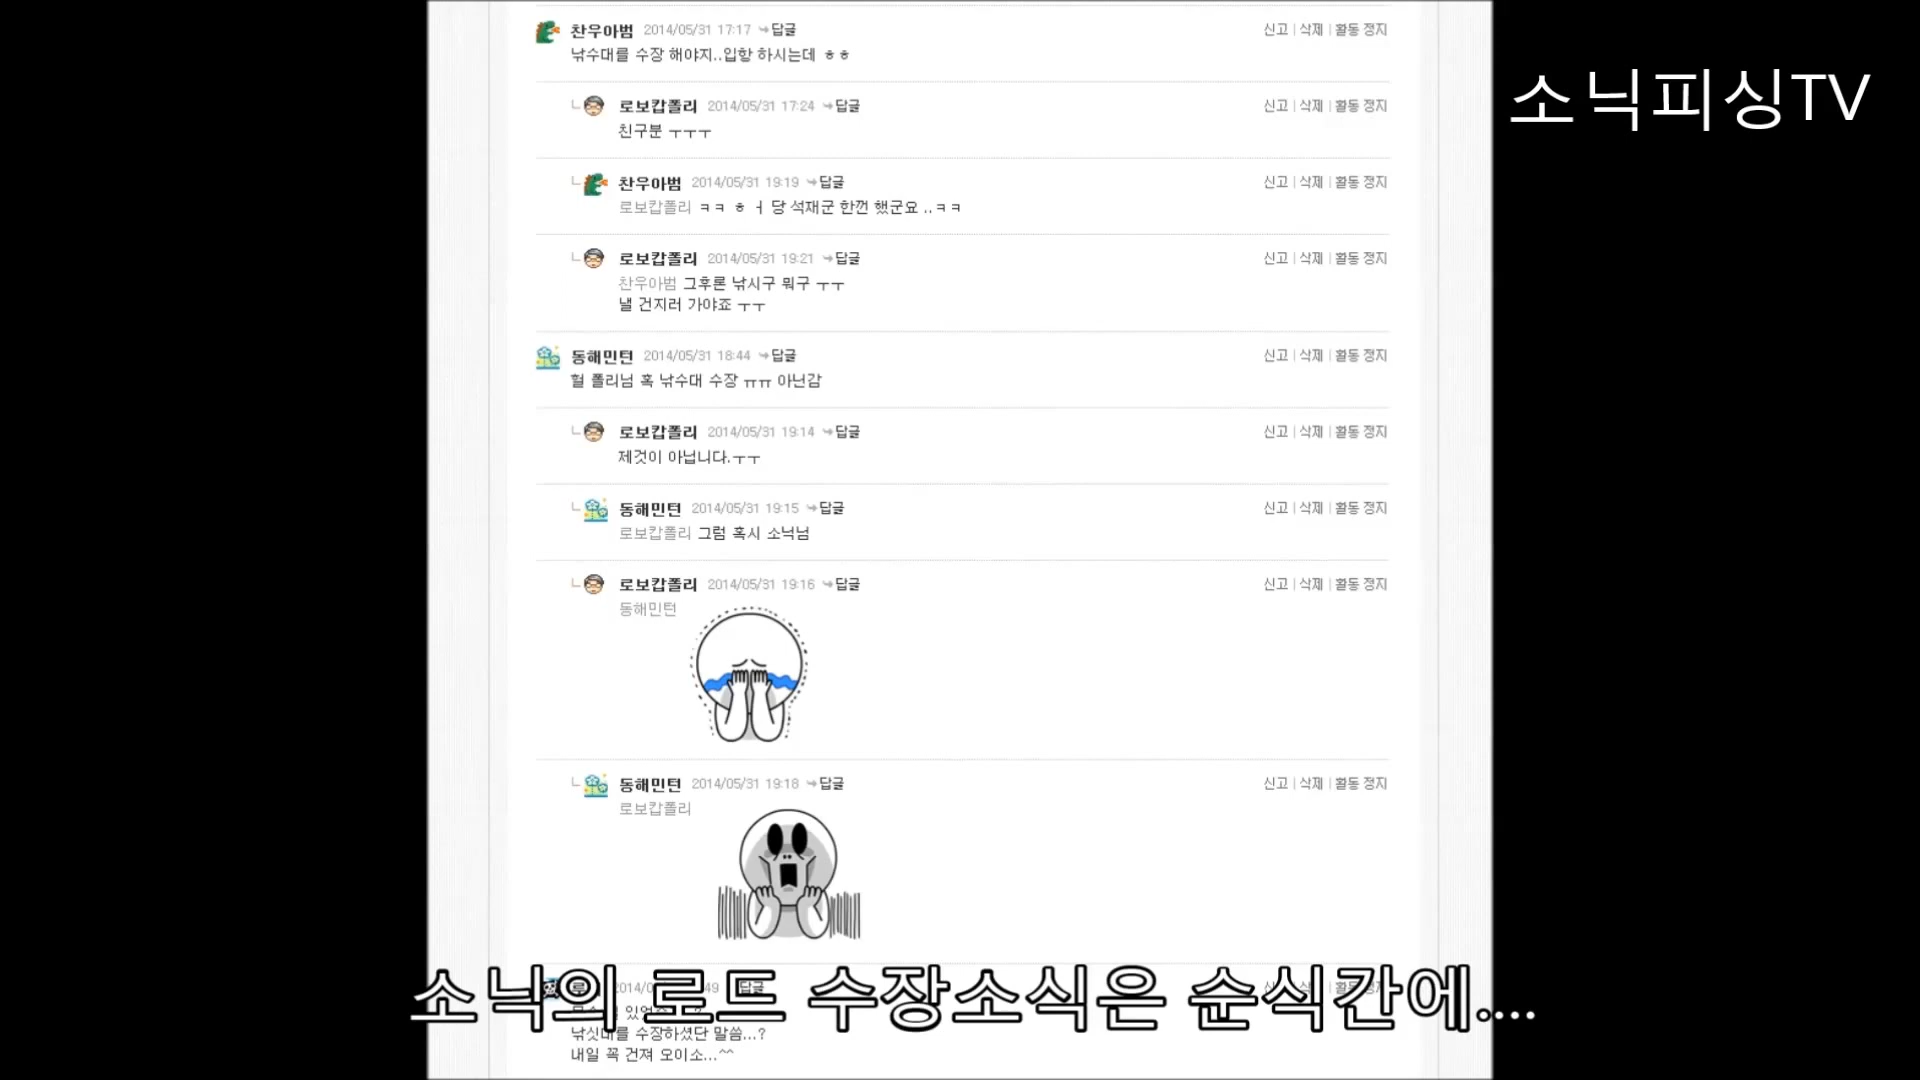 찬우아범 2014/05/31 17:17 답글 신고 | 삭제 | 활동 정지
낚수대를 수장 해야지..입항 하시는데 ㅎㅎ
소닉피싱TV
로보캅폴리 2014/05/31 17:24 답글 신고 | 삭제 | 활동 정지
친구분 ㅜㅜㅜ
찬우아범 2014/05/31 19:19 답글 신고 | 삭제 | 활동 정지
로보캅폴리 ㅋㅋ ㅎ ㅓ 당 석재군 한껀 했군요 ..ㅋㅋ
로보캅폴리 2014/05/31 19:21 답글 신고 | 삭제 | 활동 정지
찬우아범 그후론 낚시구 뭐구 ㅜㅜ
낼 건지러 가야죠 ㅜㅜ
동해민턴 2014/05/31 18:44 답글 신고 | 삭제 | 활동 정지
헐 폴리님 혹 낚수대 수장 ㅠㅠ 아닌감
로보캅폴리 2014/05/31 19:14 답글 신고 | 삭제 | 활동 정지
제것이 아닙니다.ㅜㅜ
동해민턴 2014/05/31 19:15 답글 신고 | 삭제 | 활동 정지
로보캅폴리 그럼 혹시 소닉님
로보캅폴리 2014/05/31 19:16 답글 신고 | 삭제 | 활동 정지
동해민턴
동해민턴 2014/05/31 19:18 답글 신고 | 삭제 | 활동 정지
로보캅폴리
소닉의 로드 수장소식은 순식간에....
낚싯대를 수장하셨단 말씀...?
내일 꼭 건져 오이소...^^